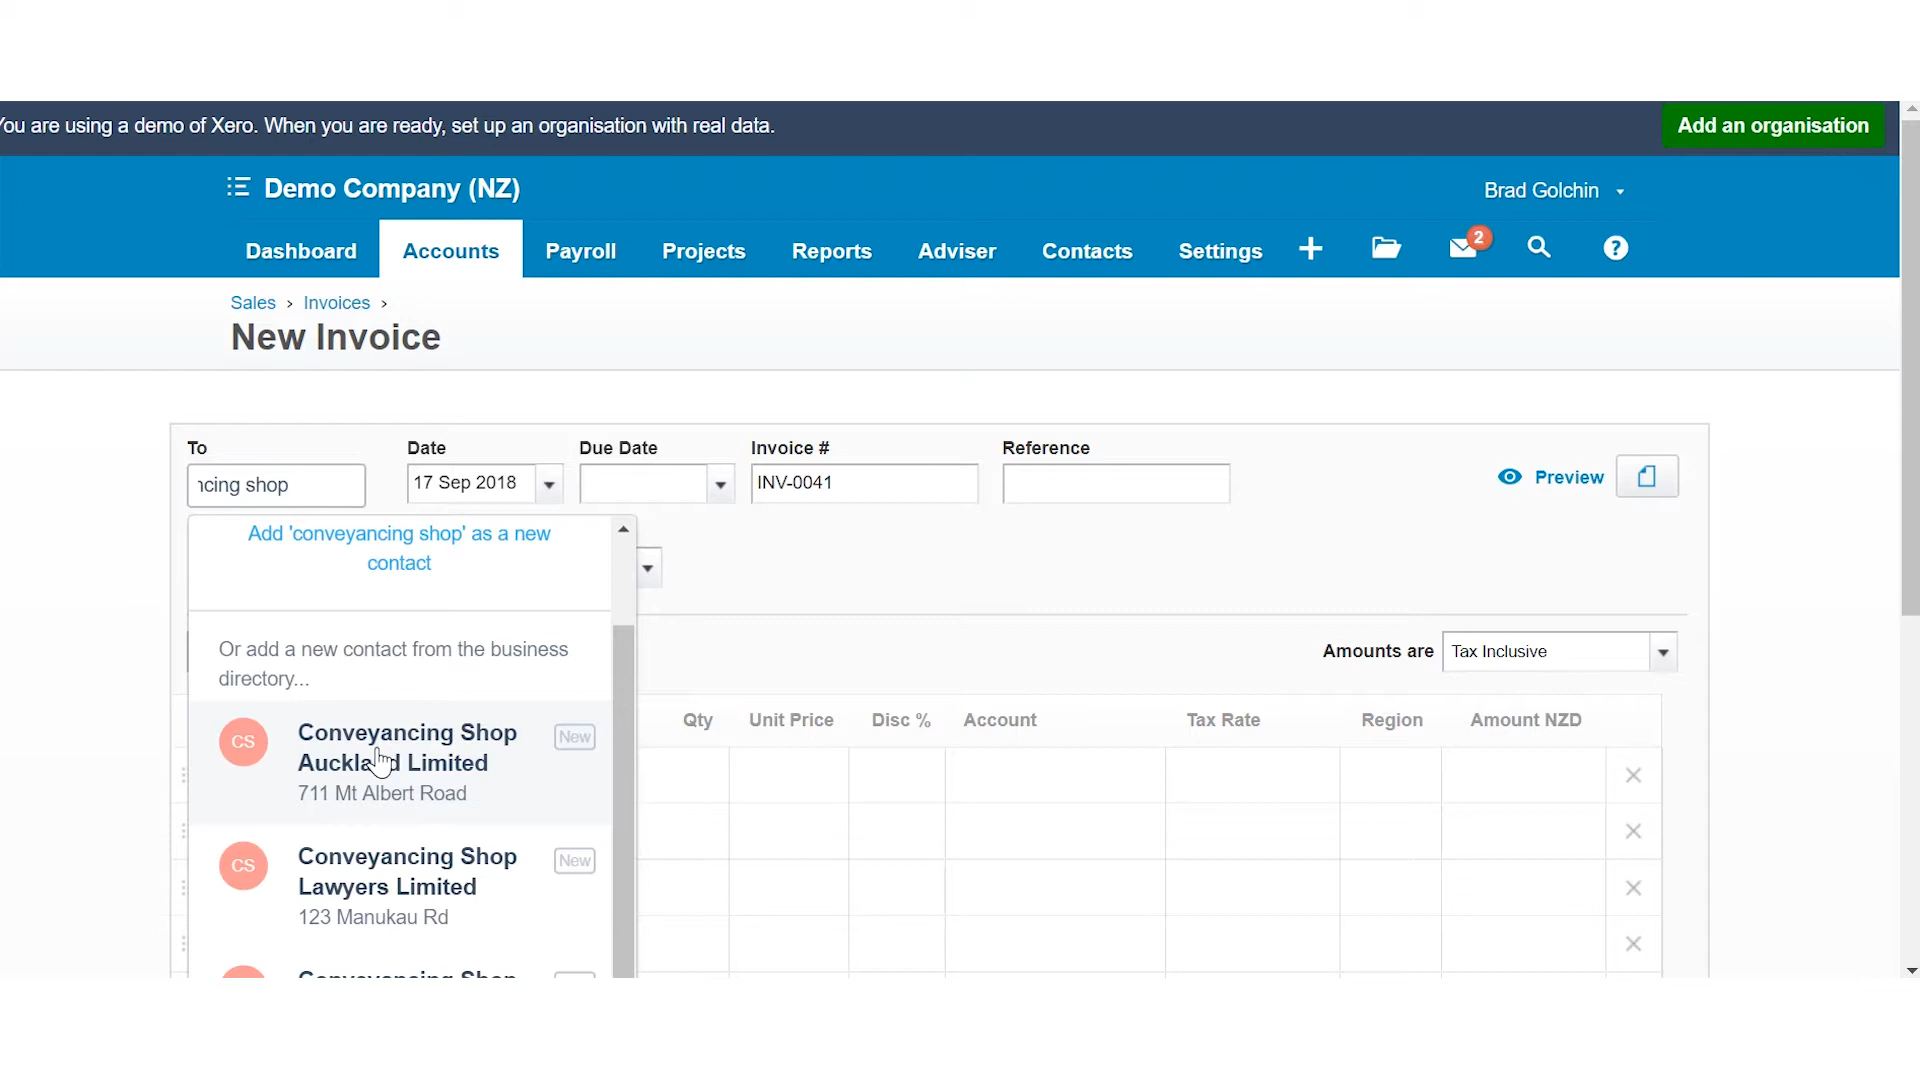 You are using a demo of Xero. When you are ready, set up an organisation with real data.
Add an organisation
Demo Company (NZ)
Brad Golchin
Dashboard
Accounts
Payroll
Projects
Reports
Adviser
Contacts
Settings
2
?
Sales › Invoices ›
New Invoice
To
Date
Due Date
Invoice #
Reference
ncing shop
17 Sep 2018
INV-0041
Preview
Add 'conveyancing shop' as a new
contact
Or add a new contact from the business
directory...
Amounts are
Tax Inclusive
Qty
Unit Price
Disc %
Account
Tax Rate
Region
Amount NZD
CS
Conveyancing Shop
Auckland Limited
711 Mt Albert Road
New
CS
Conveyancing Shop
Lawyers Limited
123 Manukau Rd
New
Conveyancing Shop